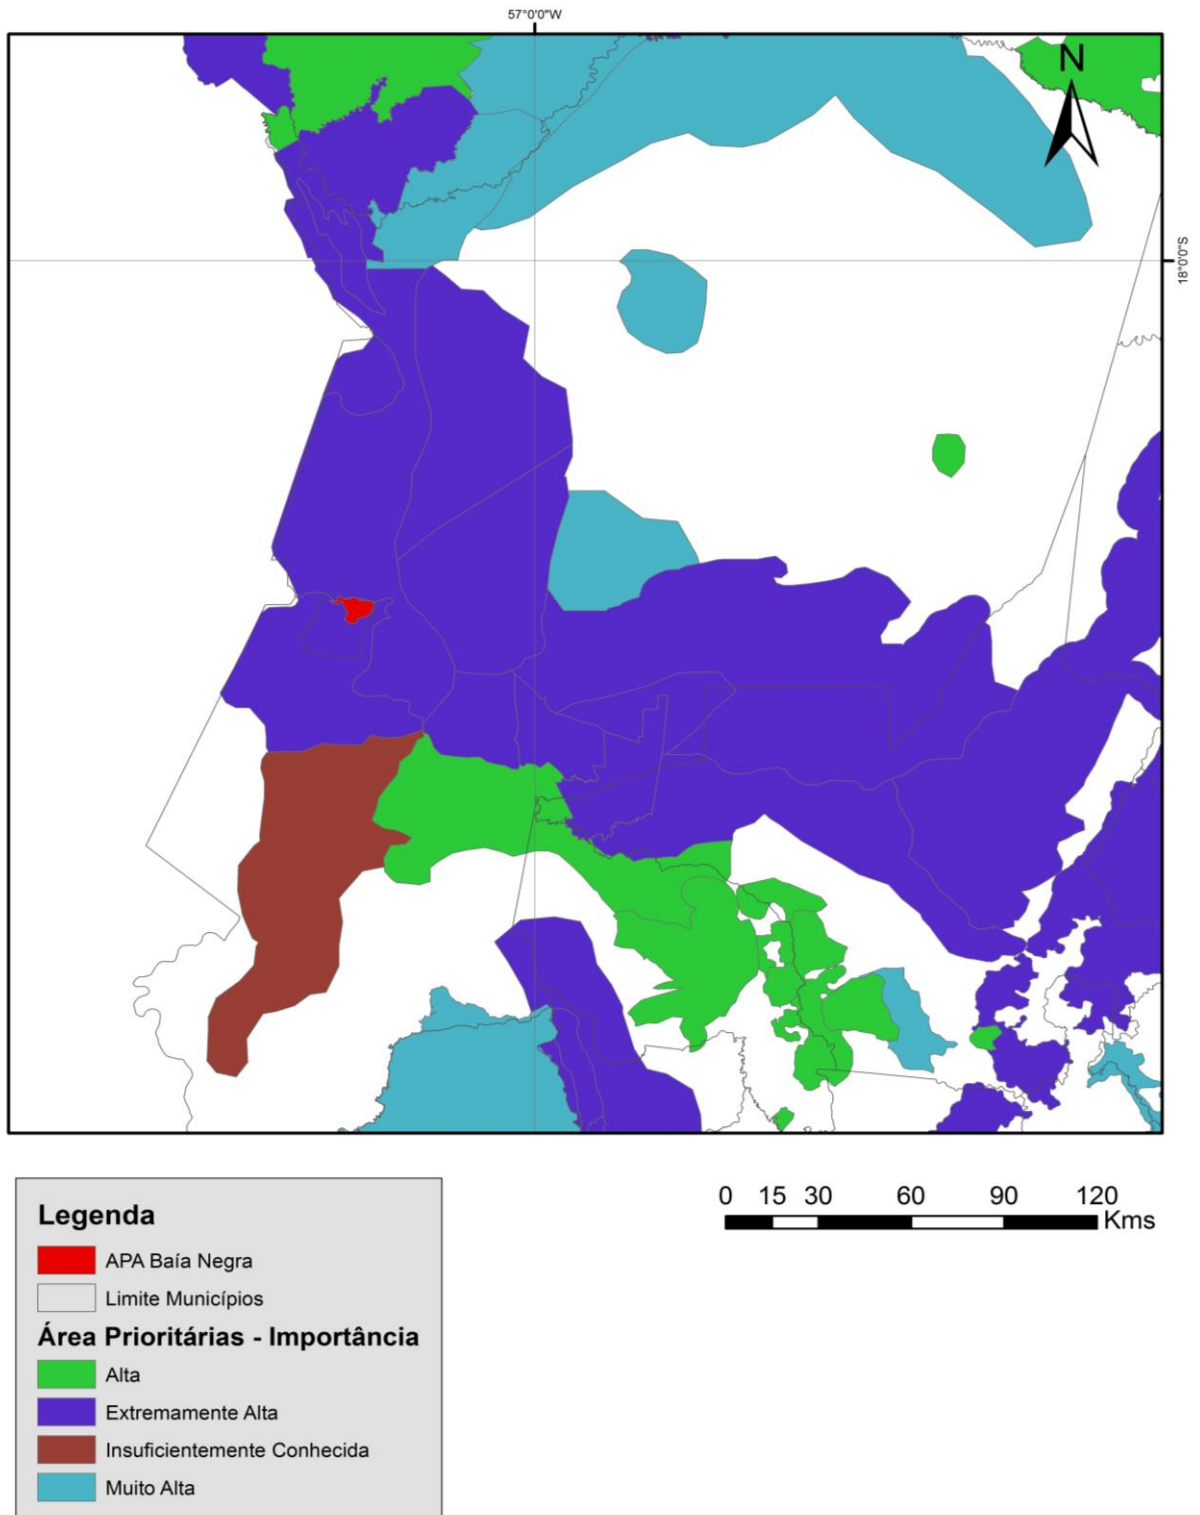 57°0'0"W
N
18°0'0"S
0 15 30 60 90 120
Kms
Legenda
APA Baía Negra
Limite Municípios
Área Prioritárias - Importância
Alta
Extremamente Alta
Insuficientemente Conhecida
Muito Alta